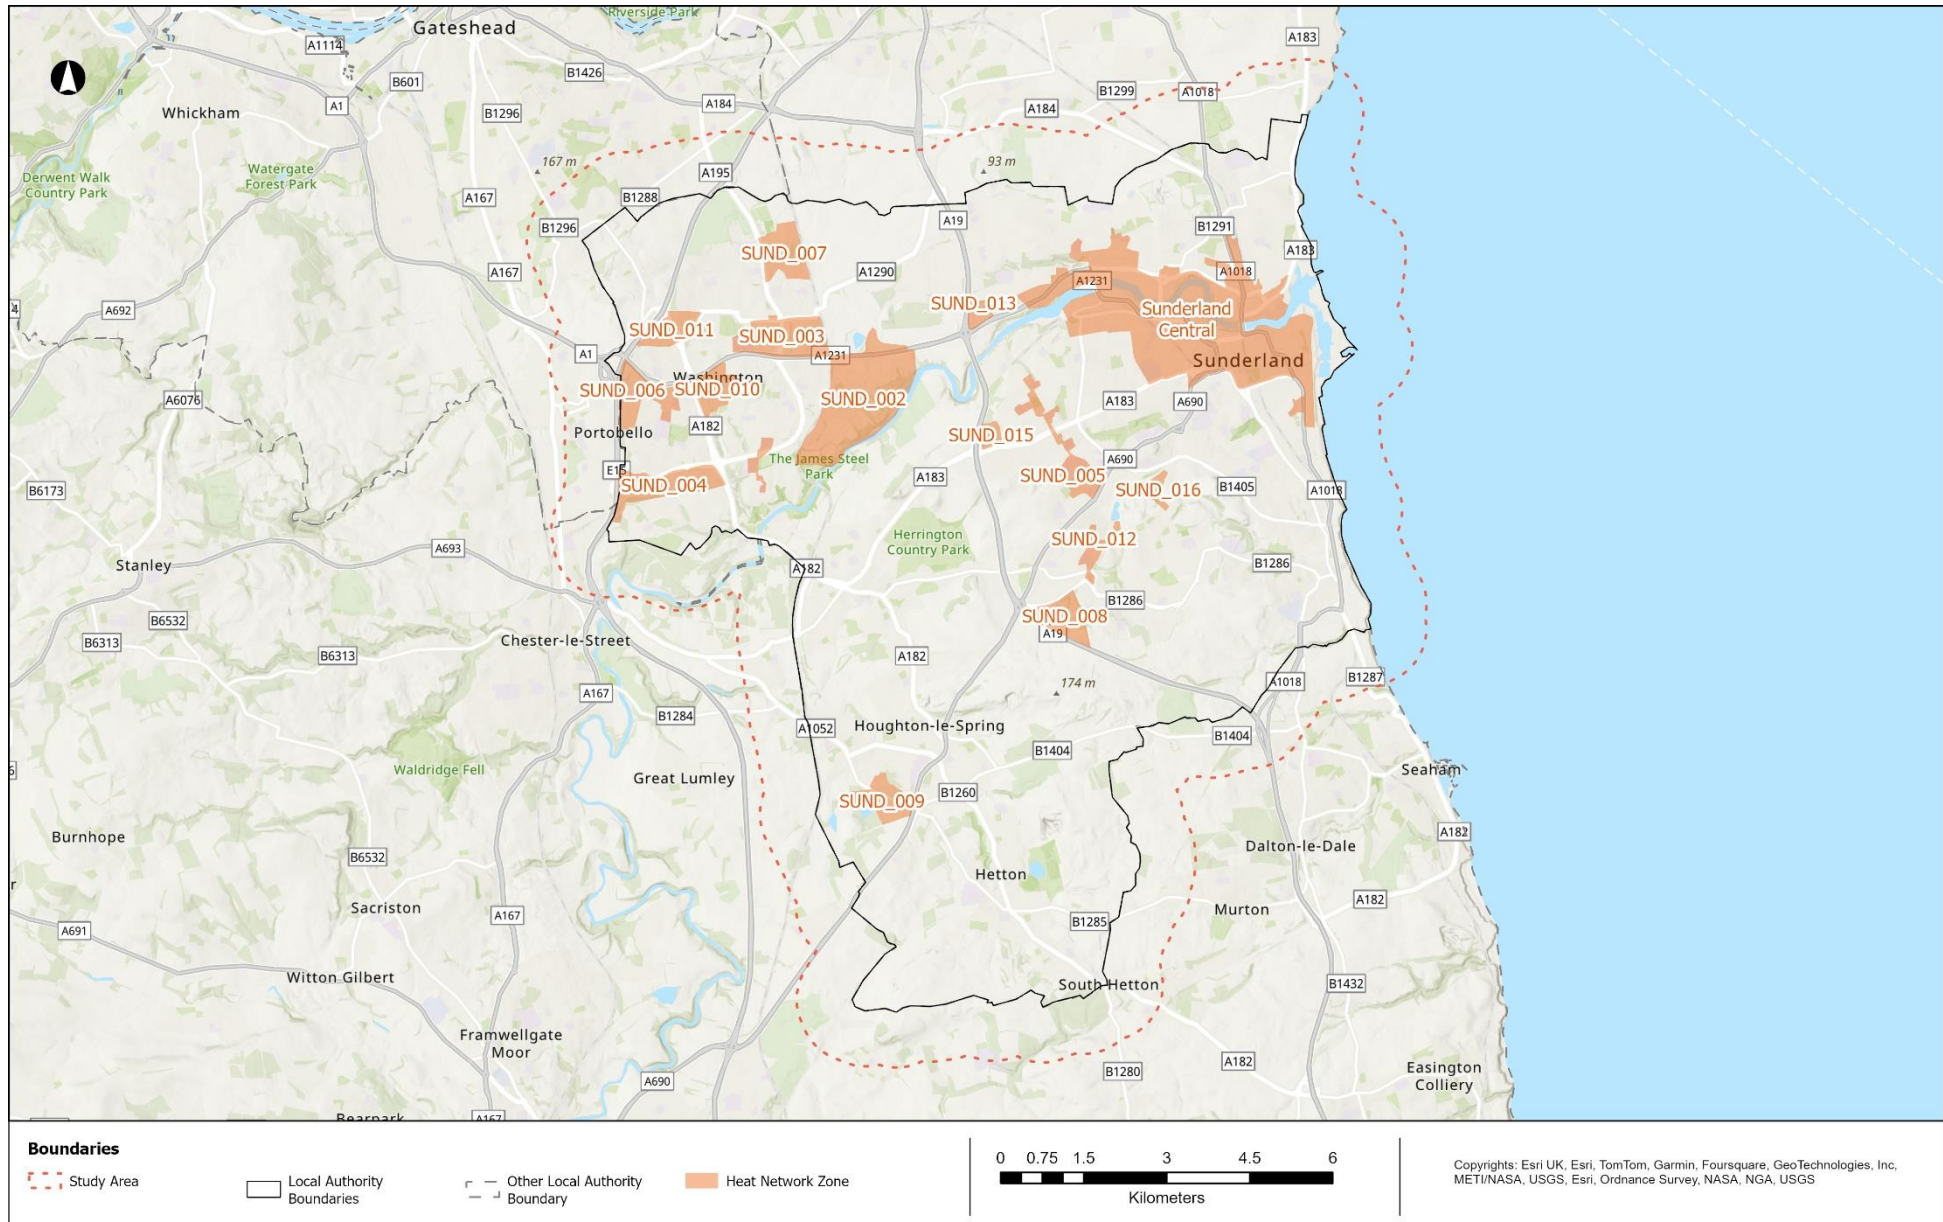 Riverside Park
Gateshead
A1114
A183
B601
B1426
B1299
A1018
A1
A184
A184
Whickham
B1296
167 m
93 m
Derwent Walk
Country Park
Watergate
Forest Park
A195
A167
B1288
B1296
A19
B1291
SUND_007
A183
A167
A1290
A1018
A1231
SUND_013
4
A692
Sunderland
Central
SUND_011
SUND_003
A1
A1231
Sunderland
Washington
SUND_006
SUND_010
SUND_002
A6076
A183
A690
A182
Portobello
SUND_015
The James Steel
Park
A690
E15
SUND_004
A183
SUND_005
SUND_016
B1405
A1018
B6173
Herrington
Country Park
SUND_012
A693
Stanley
A182
B1286
B1286
B6532
SUND_008
A19
B6313
B6313
Chester-le-Street
A182
A167
174 m
A1018
B1287
B1284
A1052
Houghton-le-Spring
B1404
B1404
Waldridge Fell
Great Lumley
Seaham
SUND_009
B1260
Burnhope
A182
Dalton-le-Dale
B6532
Hetton
r
Sacriston
A167
A182
Murton
B1285
A691
Witton Gilbert
South Hetton
B1432
Framwellgate
Moor
A182
B1280
A690
Easington
Colliery
Bearpark
A167
Boundaries
Study Area
Local Authority
Boundaries
Other Local Authority
Boundary
Heat Network Zone
0 0.75 1.5 3 4.5 6
Kilometers
Copyrights: Esri UK, Esri, TomTom, Garmin, Foursquare, GeoTechnologies, Inc,
METI/NASA, USGS, Esri, Ordnance Survey, NASA, NGA, USGS